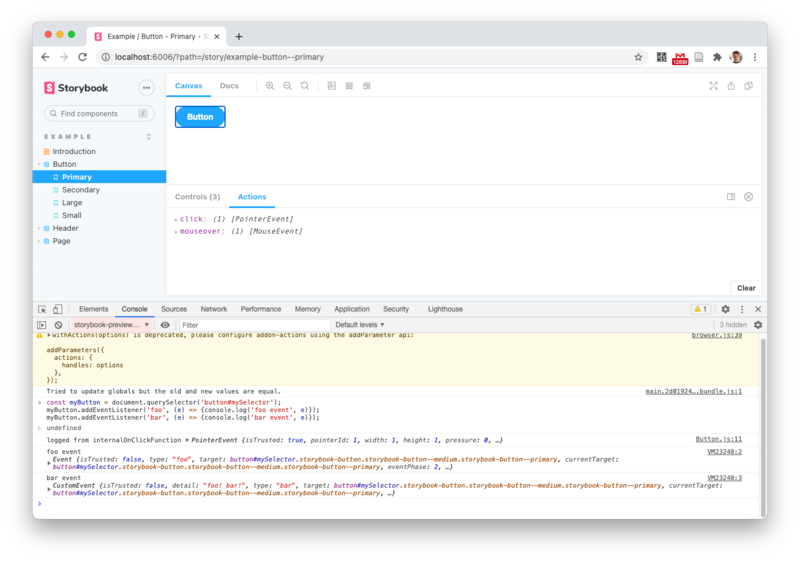 Example / Button - Primary · S
localhost:6006/?path=/story/example-button--primary
Storybook
Canvas
Docs
Find components
/
EXAMPLE
Introduction
Button
Primary
Secondary
Large
Small
Header
Page
Button
Controls (3)
Actions
click: (1) [PointerEvent]
mouseover: (1) [MouseEvent]
Clear
Elements Console Sources Network Performance Memory Application Security Lighthouse
1
storybook-preview… Filter Default levels 3 hidden
withActions(options) is deprecated, please configure addon-actions using the addParameter api: browser.js:39
addParameters({
actions: {
handles: options
},
});
Tried to update globals but the old and new values are equal. main.2d01924….bundle.js:1
const myButton = document.querySelector('button#mySelector');
myButton.addEventListener('foo', (e) => {console.log('foo event', e)});
myButton.addEventListener('bar', (e) => {console.log('bar event', e)});
undefined
logged from internalOnClickFunction PointerEvent {isTrusted: true, pointerId: 1, width: 1, height: 1, pressure: 0, …} Button.js:11
foo event VM23248:2
Event {isTrusted: false, type: "foo", target: button#mySelector.storybook-button.storybook-button--medium.storybook-button--primary, currentTarget:
button#mySelector.storybook-button.storybook-button--medium.storybook-button--primary, eventPhase: 2, …}
bar event VM23248:3
CustomEvent {isTrusted: false, detail: "foo! bar!", type: "bar", target: button#mySelector.storybook-button.storybook-button--medium.storybook-button--primary, currentTarget:
button#mySelector.storybook-button.storybook-button--medium.storybook-button--primary, …}